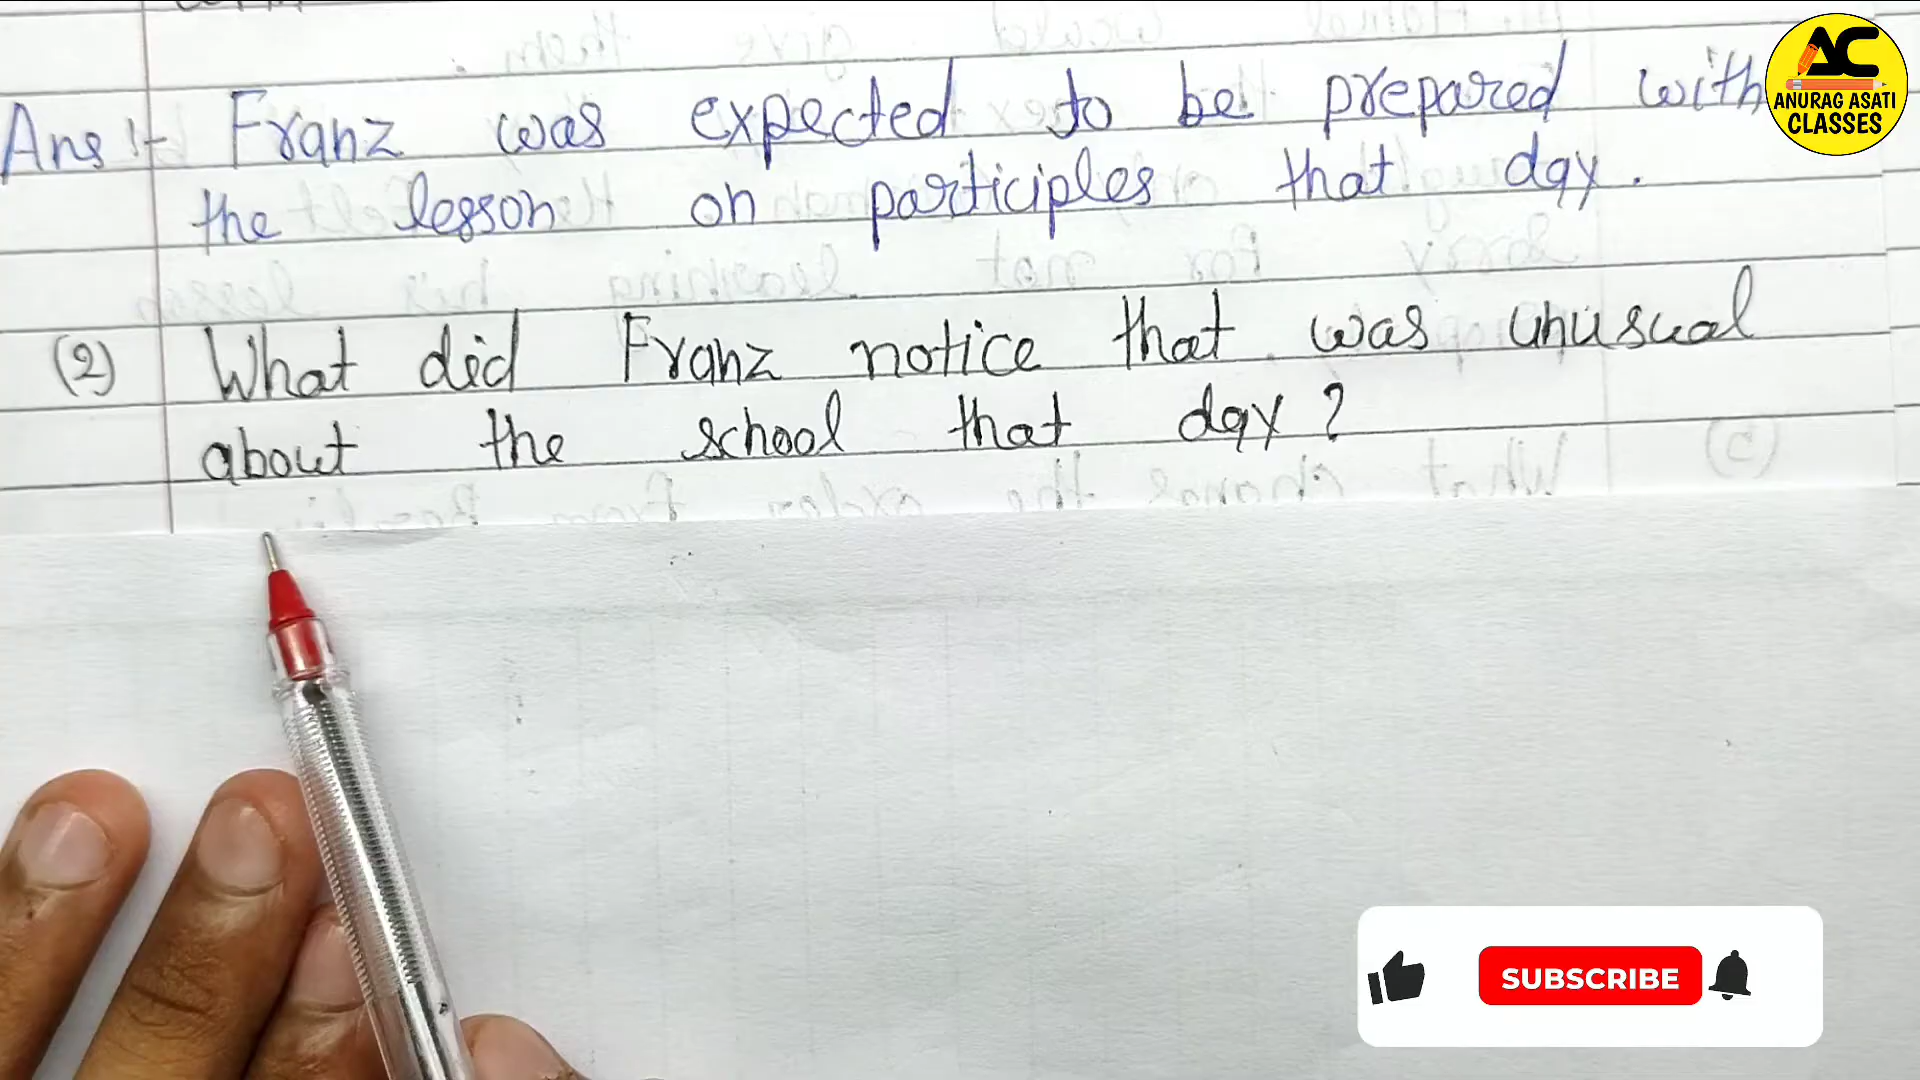 Ans :- Franz was expected to be prepared with
the lesson on participles that day.
(2) What did Franz notice that was unusual
about the school that day?
AC
ANURAG ASATI
CLASSES
SUBSCRIBE